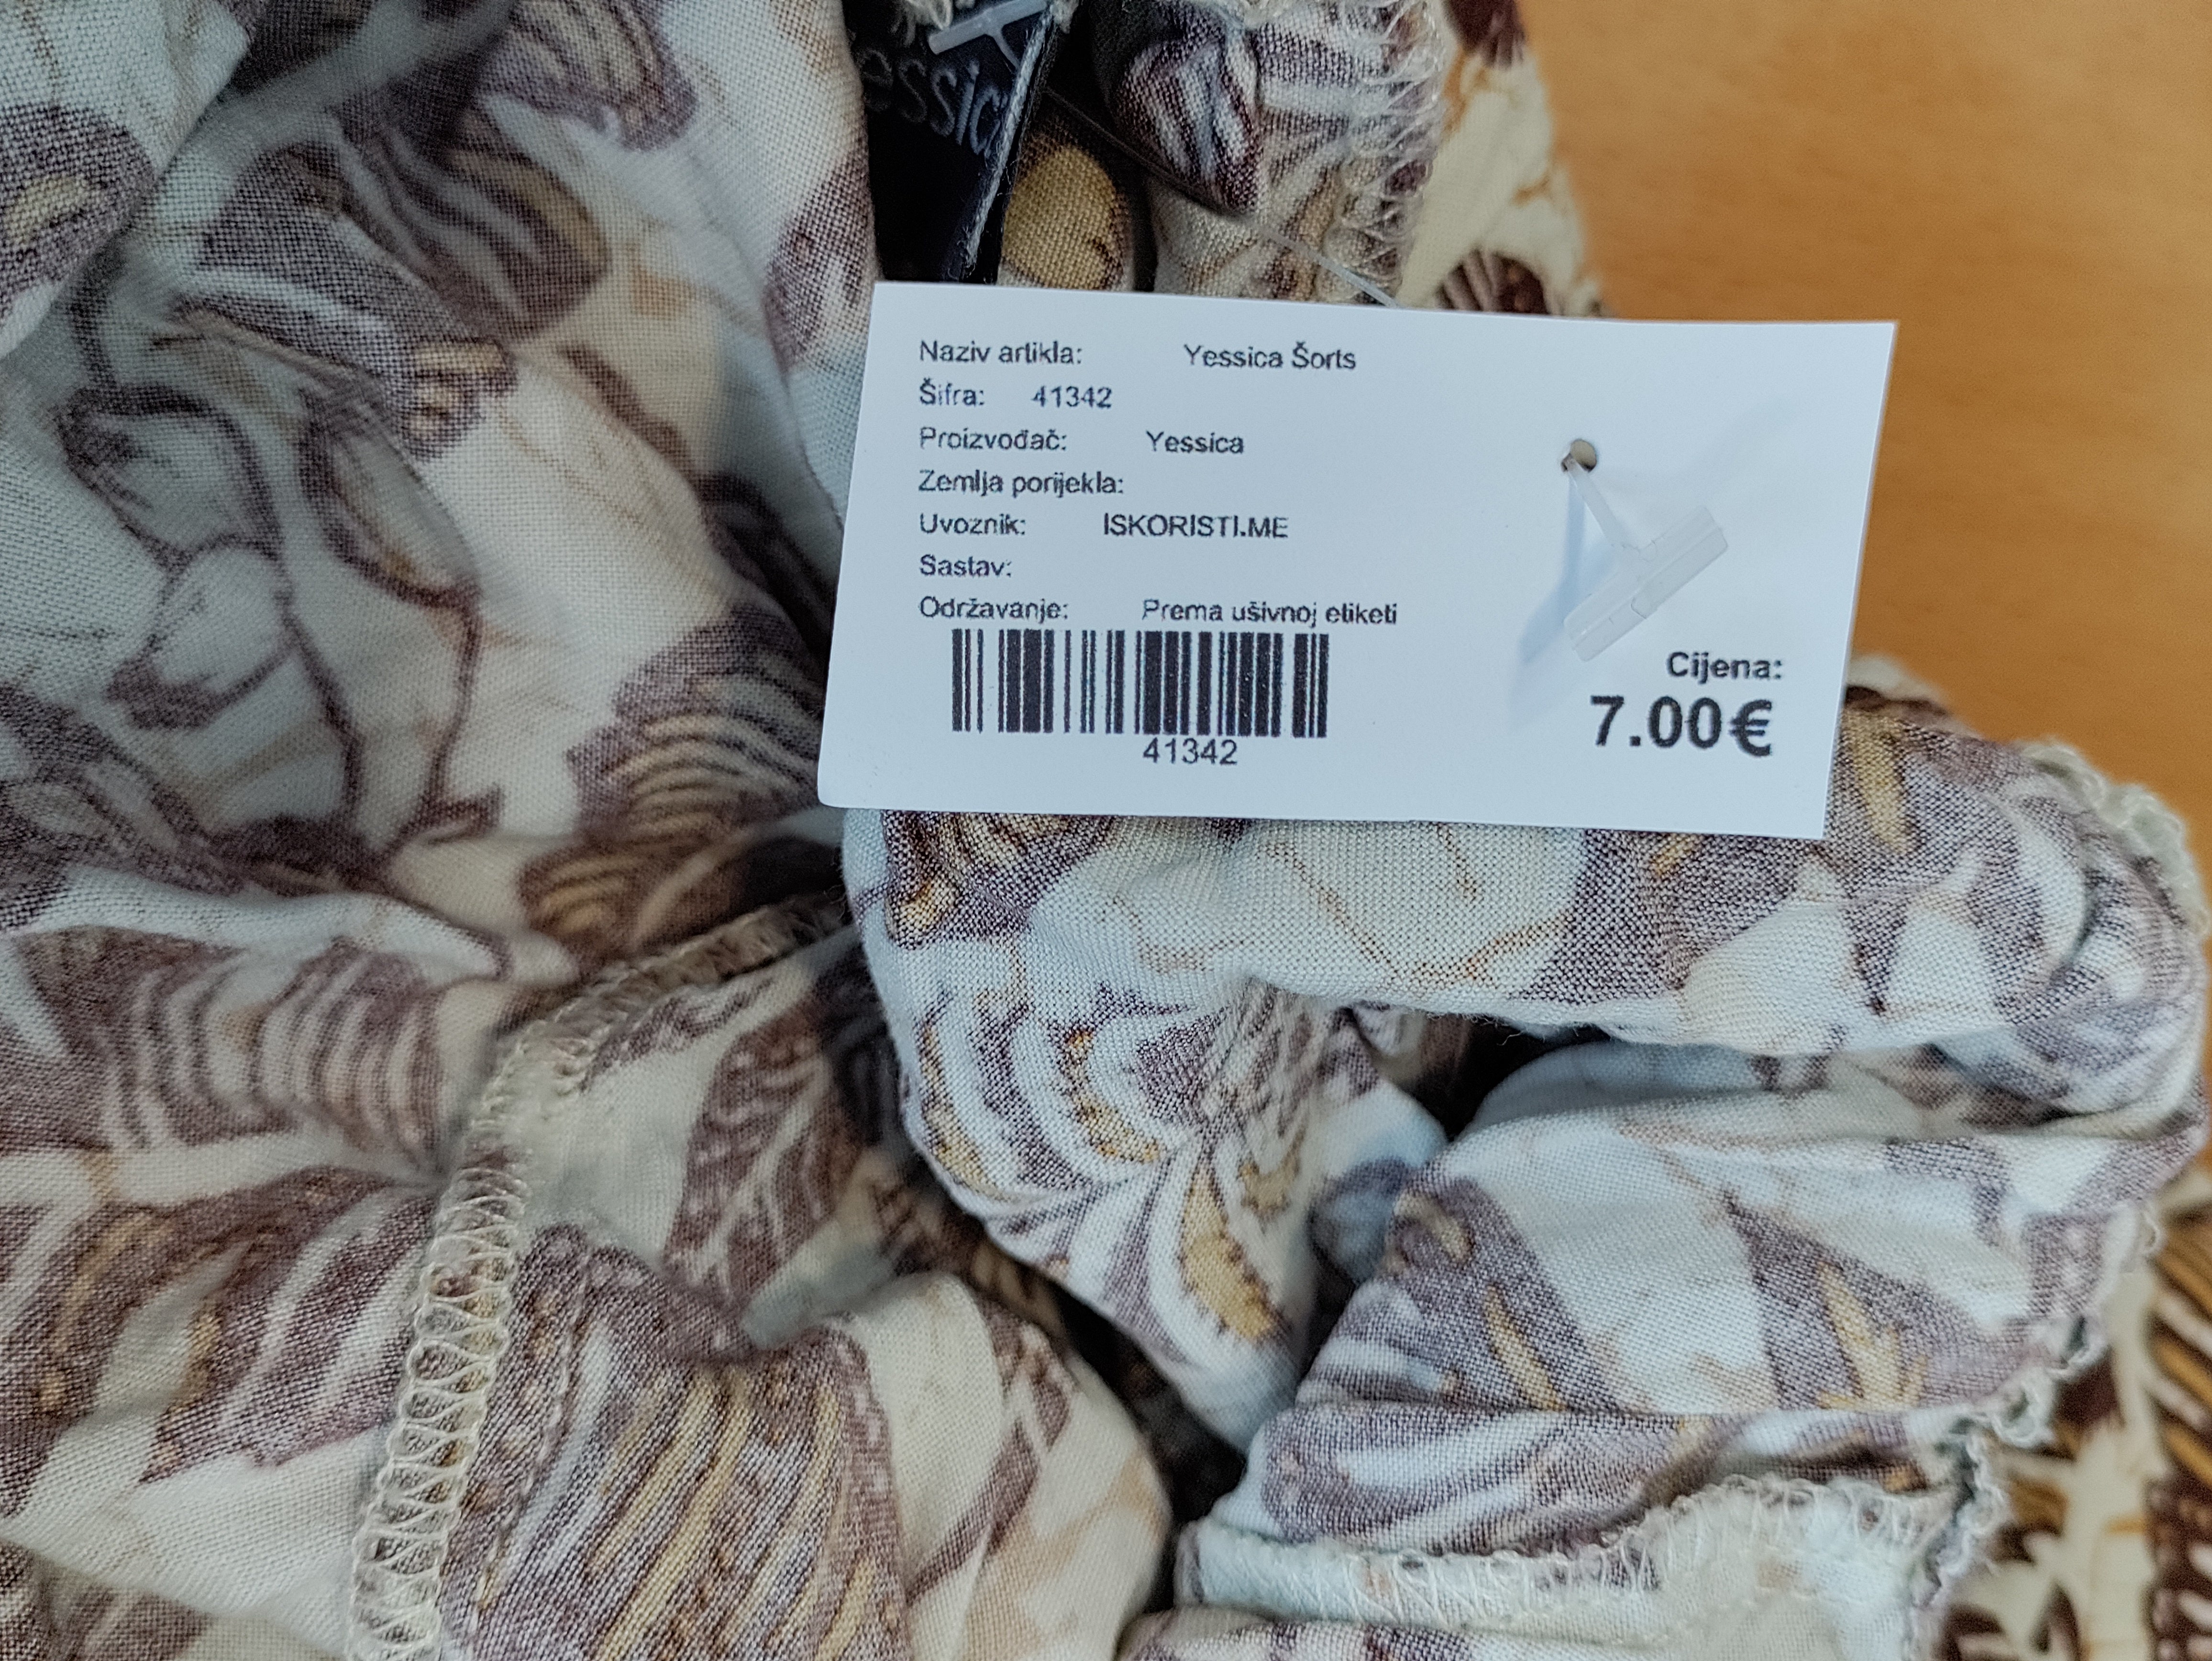 Naziv artikla: Yessica Šorts
Šifra: 41342
Proizvođač: Yessica
Zemlja porijekla:
Uvoznik: ISKORISTI.ME
Sastav:
Održavanje: Prema ušivnoj etiketi
41342
Cijena:
7.00€